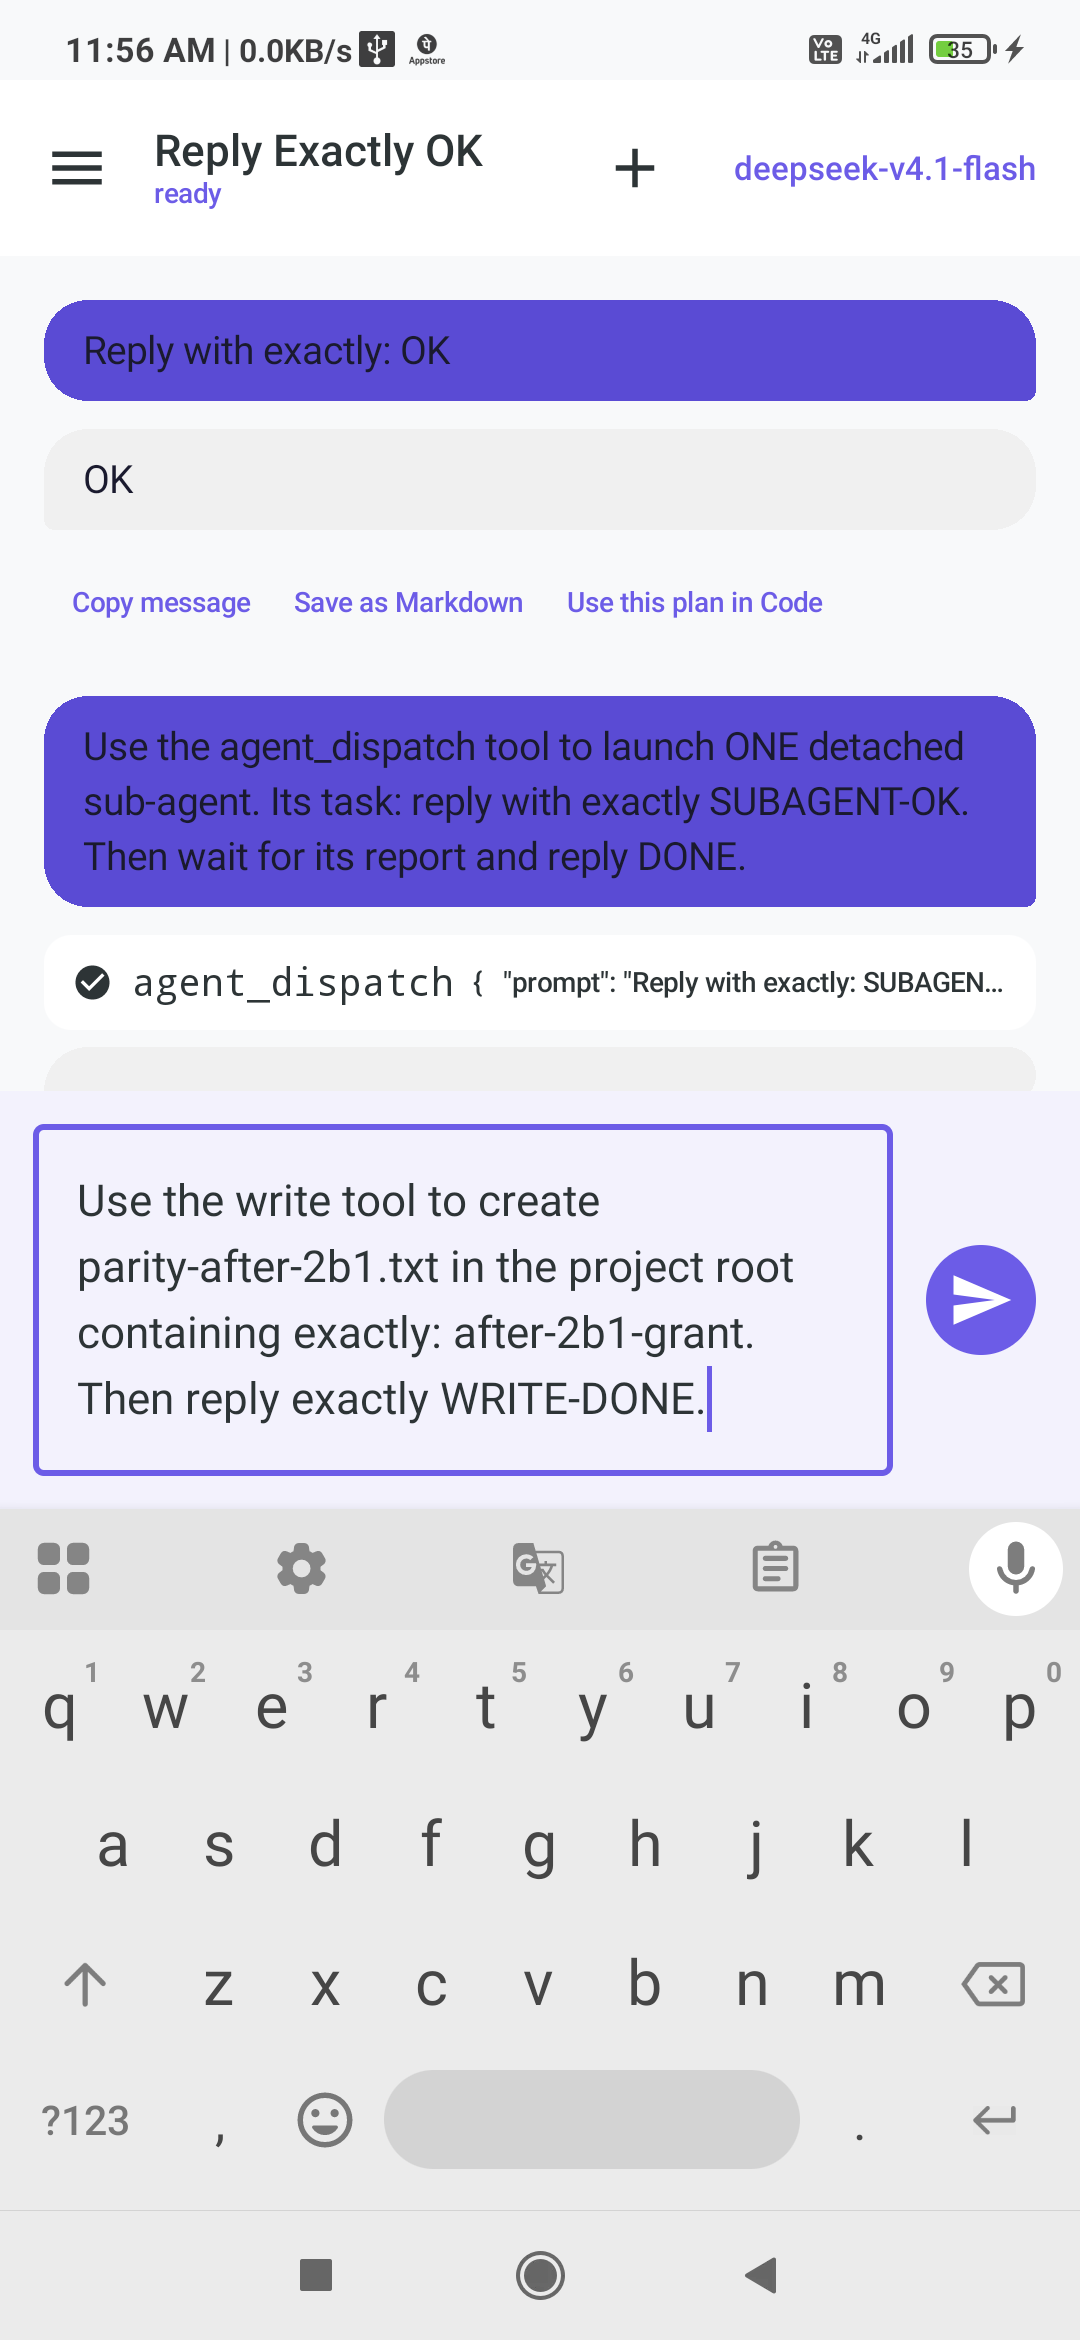 11:56 AM | 0.0KB/s पे Appstore Vo LTE 4G 35
Reply Exactly OK
ready
deepseek-v4.1-flash
Reply with exactly: OK
OK
Copy message Save as Markdown Use this plan in Code
Use the agent_dispatch tool to launch ONE detached
sub-agent. Its task: reply with exactly SUBAGENT-OK.
Then wait for its report and reply DONE.
agent_dispatch { "prompt": "Reply with exactly: SUBAGEN...
Use the write tool to create
parity-after-2b1.txt in the project root
containing exactly: after-2b1-grant.
Then reply exactly WRITE-DONE.
G 文
1 2 3 4 5 6 7 8 9 0
q w e r t y u i o p
a s d f g h j k l
z x c v b n m
?123 , .